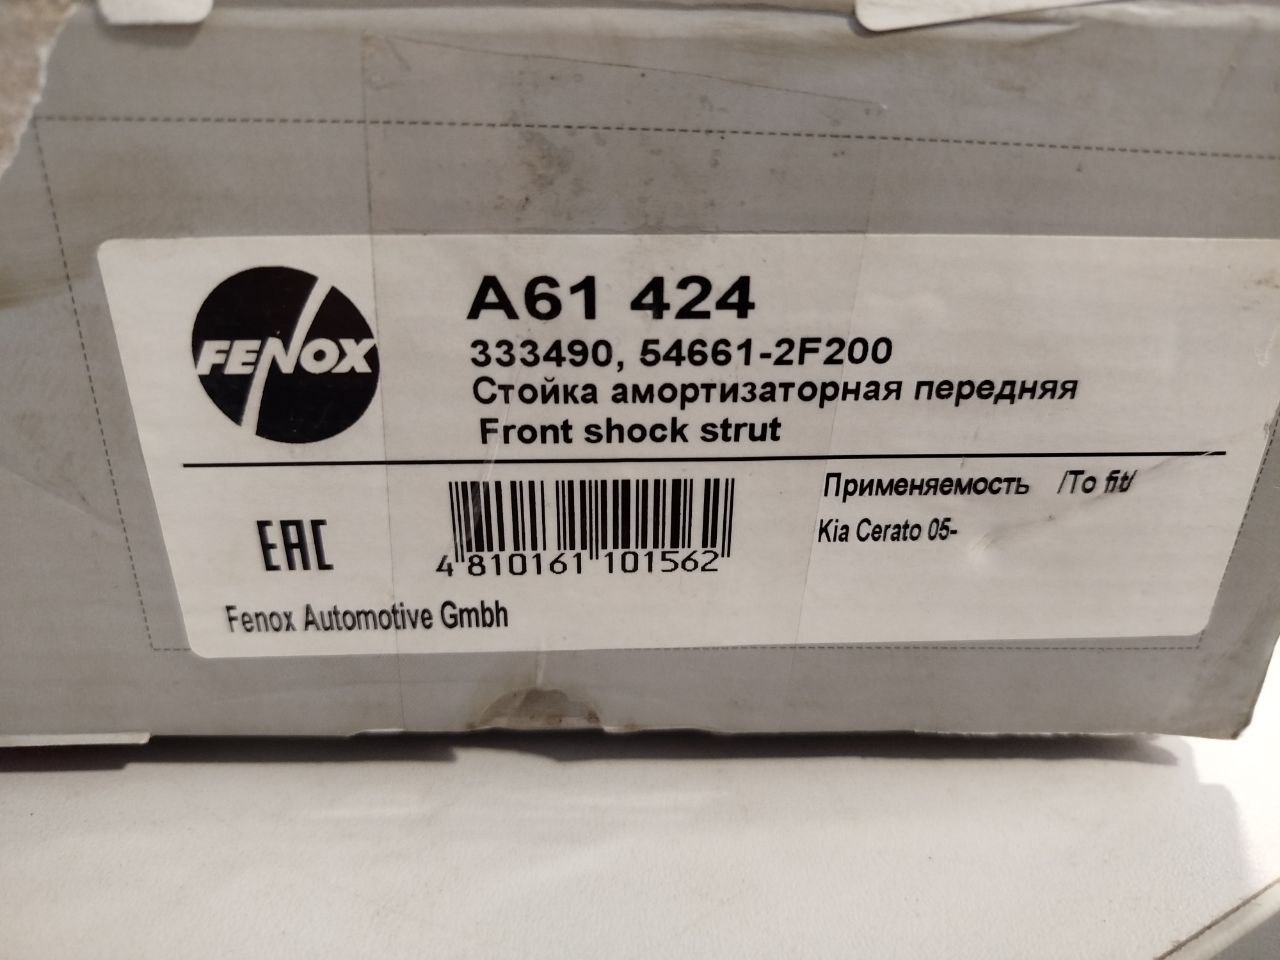 FENOX
A61 424
333490, 54661-2F200
Стойка амортизаторная передняя
Front shock strut
EAC
4 810161 101562
Применяемость /To fit/
Kia Cerato 05-
Fenox Automotive Gmbh